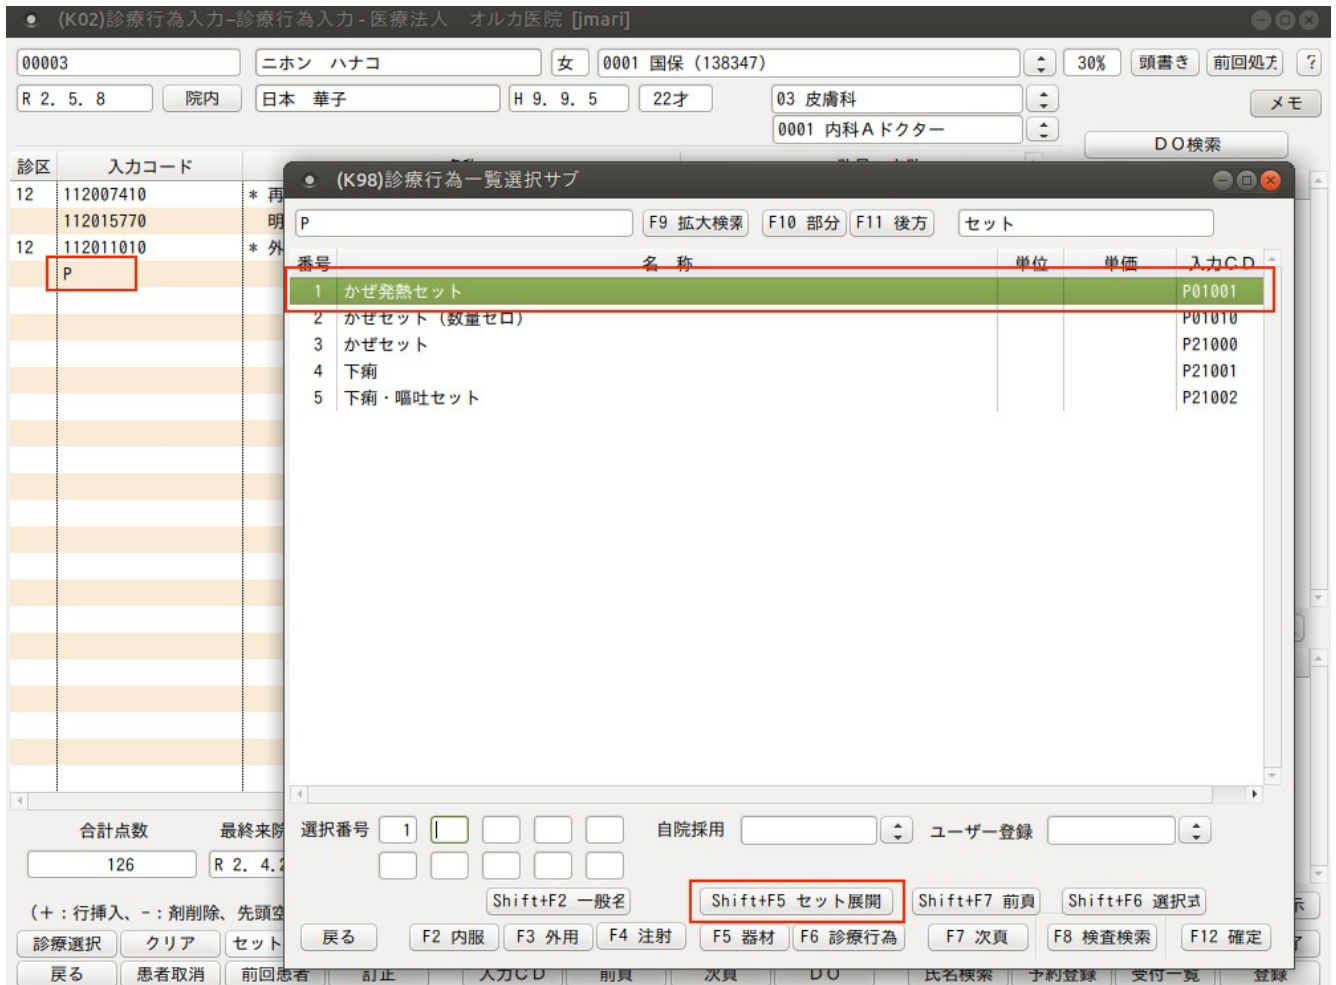 (K02)診療行為入力-診療行為入力 - 医療法人　オルカ医院 [jmari]
00003 ニホン ハナコ 女 0001 国保 (138347) 30% 頭書き 前回処方 ?
R 2. 5. 8 院内 日本 華子 H 9. 9. 5 22才 03 皮膚科 メモ
0001 内科Ａドクター
ＤＯ検索
診区 入力コード
12 112007410 * 再
112015770 明
12 112011010 * 外
P
(K98)診療行為一覧選択サブ
P F9 拡大検索 F10 部分 F11 後方 セット
番号 名　称 単位 単価 入力ＣＤ
1 かぜ発熱セット P01001
2 かぜセット（数量ゼロ） P01010
3 かぜセット P21000
4 下痢 P21001
5 下痢・嘔吐セット P21002
選択番号 1 自院採用 ユーザー登録
Shift+F2 一般名 Shift+F5 セット展開 Shift+F7 前頁 Shift+F6 選択式
戻る F2 内服 F3 外用 F4 注射 F5 器材 F6 診療行為 F7 次頁 F8 検査検索 F12 確定
合計点数 最終来院
126 R 2. 4.2
(+：行挿入、-：剤削除、先頭空 示
診療選択 クリア セット 了
戻る 患者取消 前回患者 訂正 入力ＣＤ 前頁 次頁 ＤＯ 氏名検索 予約登録 受付一覧 登録